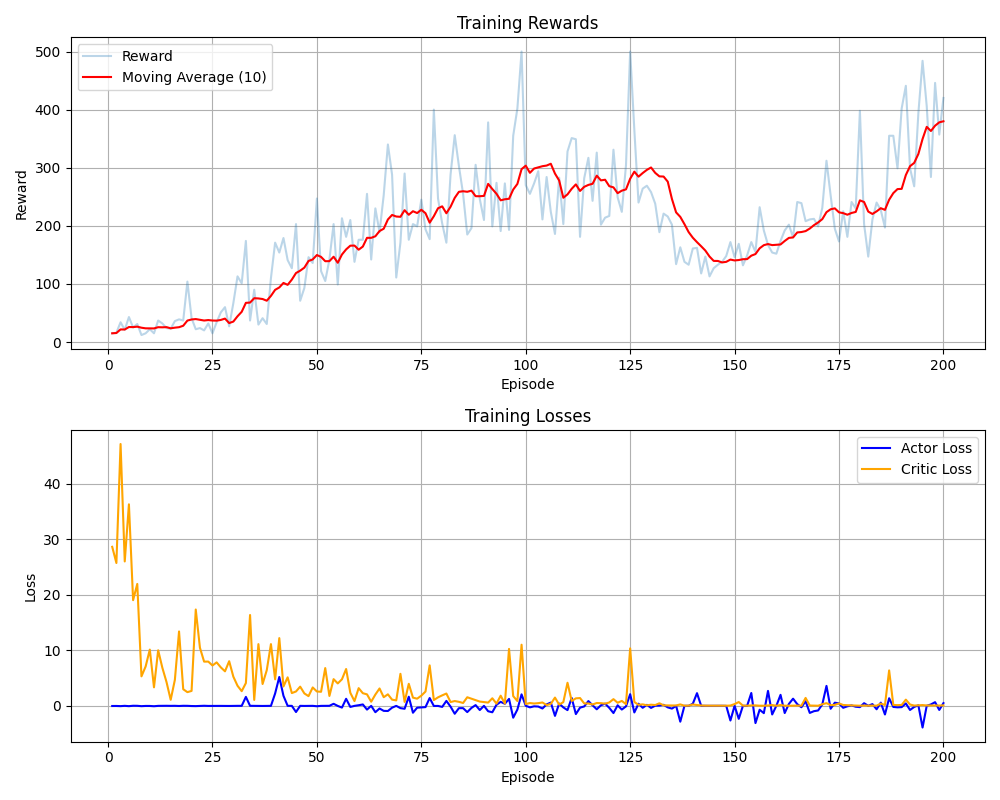 Training Rewards
Reward
Moving Average (10)
500
400
300
200
100
0
Reward
0 25 50 75 100 125 150 175 200
Episode
Training Losses
Actor Loss
Critic Loss
40
30
20
10
0
Loss
0 25 50 75 100 125 150 175 200
Episode